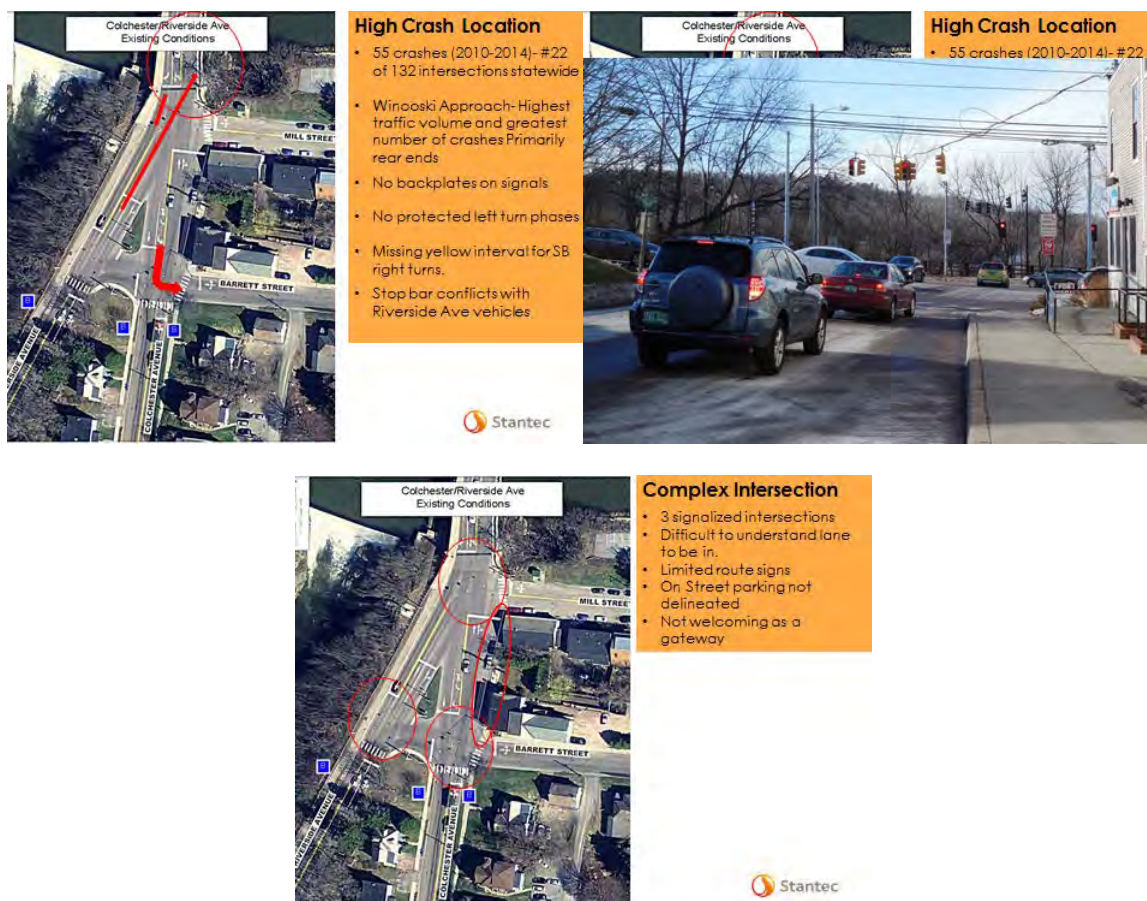 Colchester/Riverside Ave
Existing Conditions
MILL STREET
BARRETT STREET
COLCHESTER AVENUE
High Crash Location
• 55 crashes (2010-2014)- #22
of 132 intersections statewide
• Winooski Approach- Highest
traffic volume and greatest
number of crashes Primarily
rear ends
• No backplates on signals
• No protected left turn phases
• Missing yellow interval for SB
right turns.
• Stop bar conflicts with
Riverside Ave vehicles
Stantec
Colchester/Riverside Ave
Existing Conditions
High Crash Location
• 55 crashes (2010-2014)- #22
Colchester/Riverside Ave
Existing Conditions
MILL STREET
BARRETT STREET
RIVERSIDE AVENUE
COLCHESTER AVENUE
Complex Intersection
• 3 signalized intersections
• Difficult to understand lane
to be in.
• Limited route signs
• On Street parking not
delineated
• Not welcoming as a
gateway
Stantec